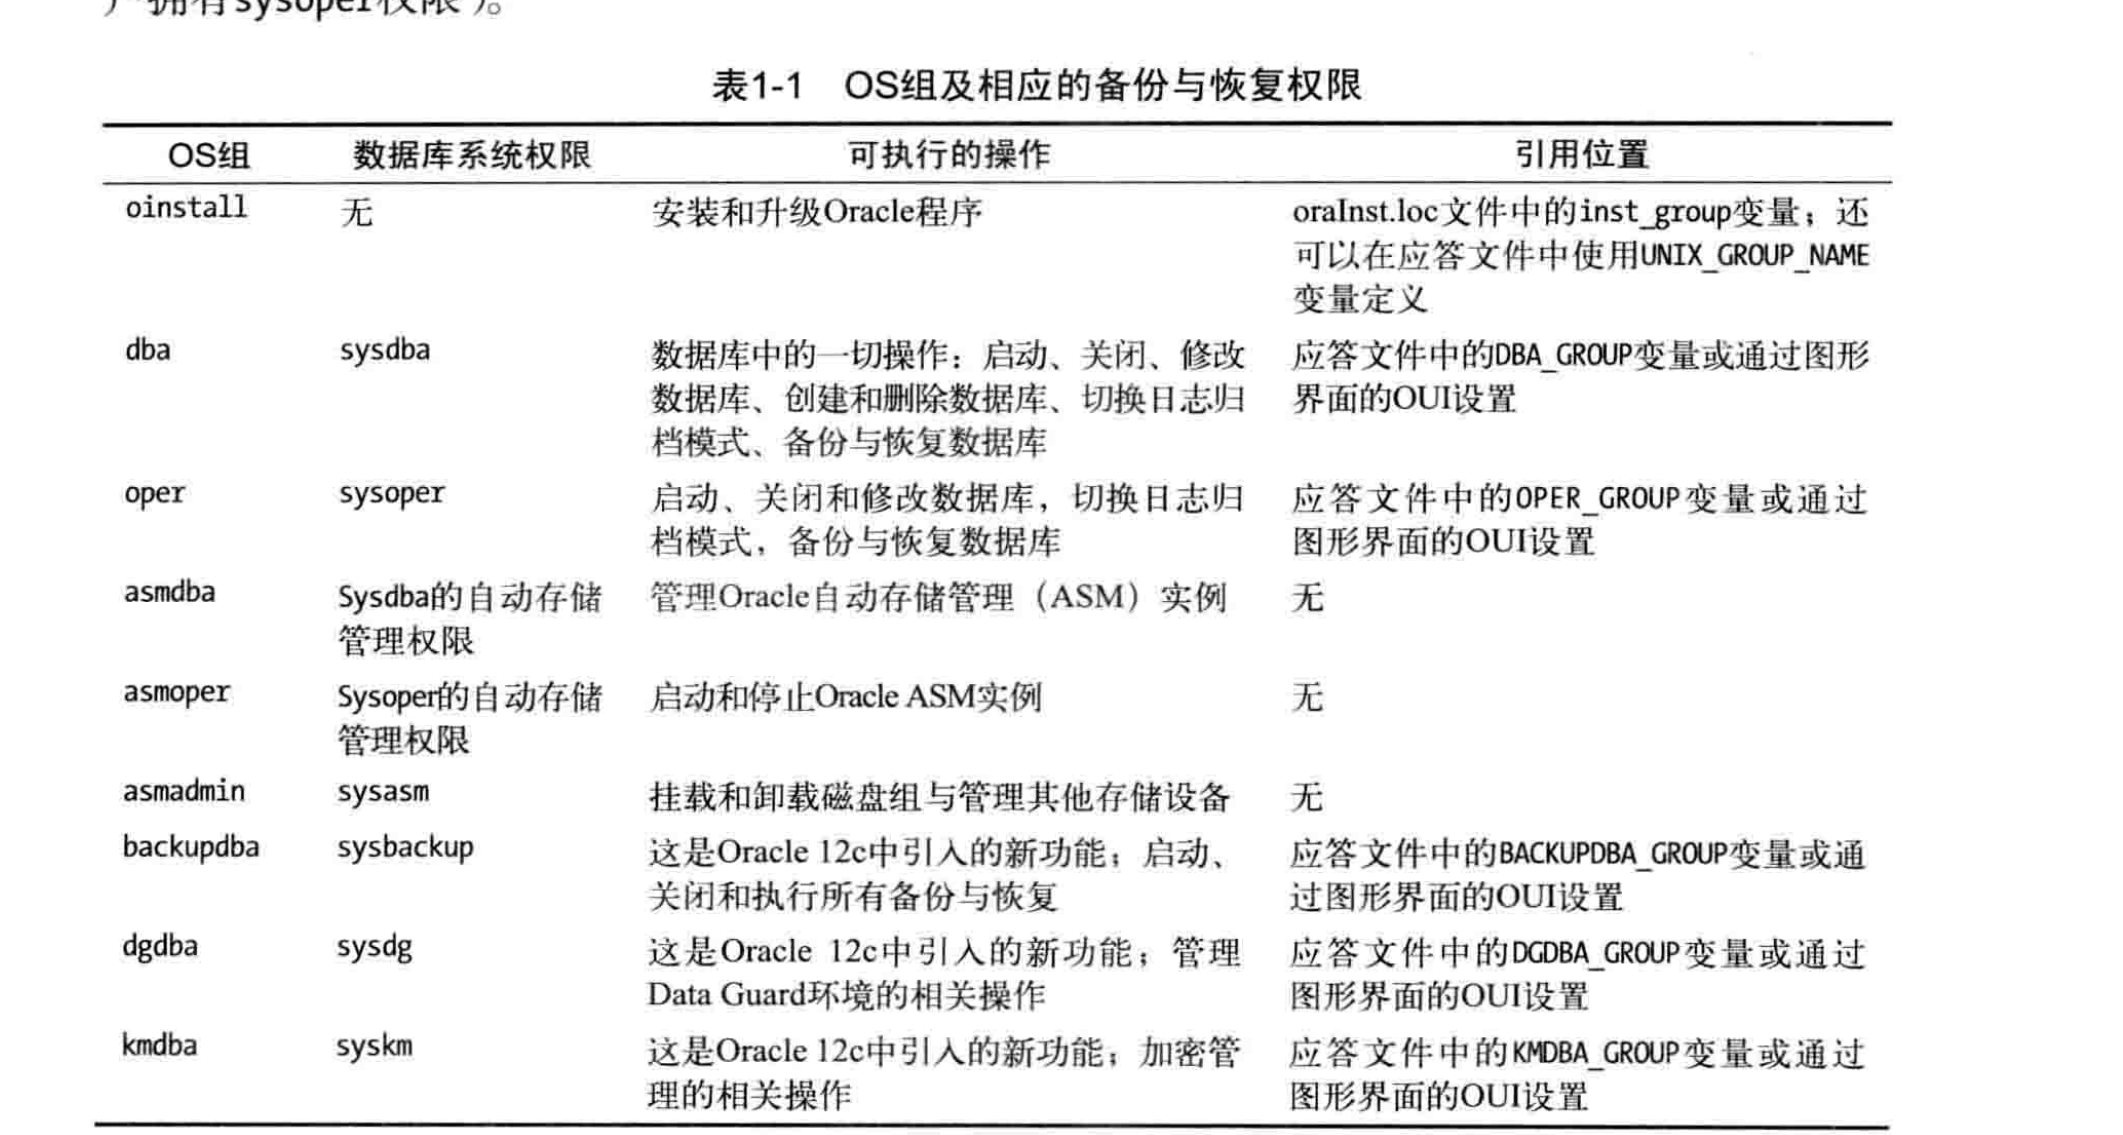 户拥有sysoper权限)。
表1-1 OS组及相应的备份与恢复权限
OS组 数据库系统权限 可执行的操作 引用位置
oinstall 无 安装和升级Oracle程序 oraInst.loc文件中的inst_group变量；还
可以在应答文件中使用UNIX_GROUP_NAME
变量定义
dba sysdba 数据库中的一切操作：启动、关闭、修改 应答文件中的DBA_GROUP变量或通过图形
数据库、创建和删除数据库、切换日志归 界面的OUI设置
档模式、备份与恢复数据库
oper sysoper 启动、关闭和修改数据库，切换日志归 应答文件中的OPER_GROUP变量或通过
档模式，备份与恢复数据库 图形界面的OUI设置
asmdba Sysdba的自动存储 管理Oracle自动存储管理（ASM）实例 无
管理权限
asmoper Sysoper的自动存储 启动和停止Oracle ASM实例 无
管理权限
asmadmin sysasm 挂载和卸载磁盘组与管理其他存储设备 无
backupdba sysbackup 这是Oracle 12c中引入的新功能；启动、 应答文件中的BACKUPDBA_GROUP变量或通
关闭和执行所有备份与恢复 过图形界面的OUI设置
dgdba sysdg 这是Oracle 12c中引入的新功能；管理 应答文件中的DGDBA_GROUP变量或通过
Data Guard环境的相关操作 图形界面的OUI设置
kmdba syskm 这是Oracle 12c中引入的新功能；加密管 应答文件中的KMDBA_GROUP变量或通过
理的相关操作 图形界面的OUI设置